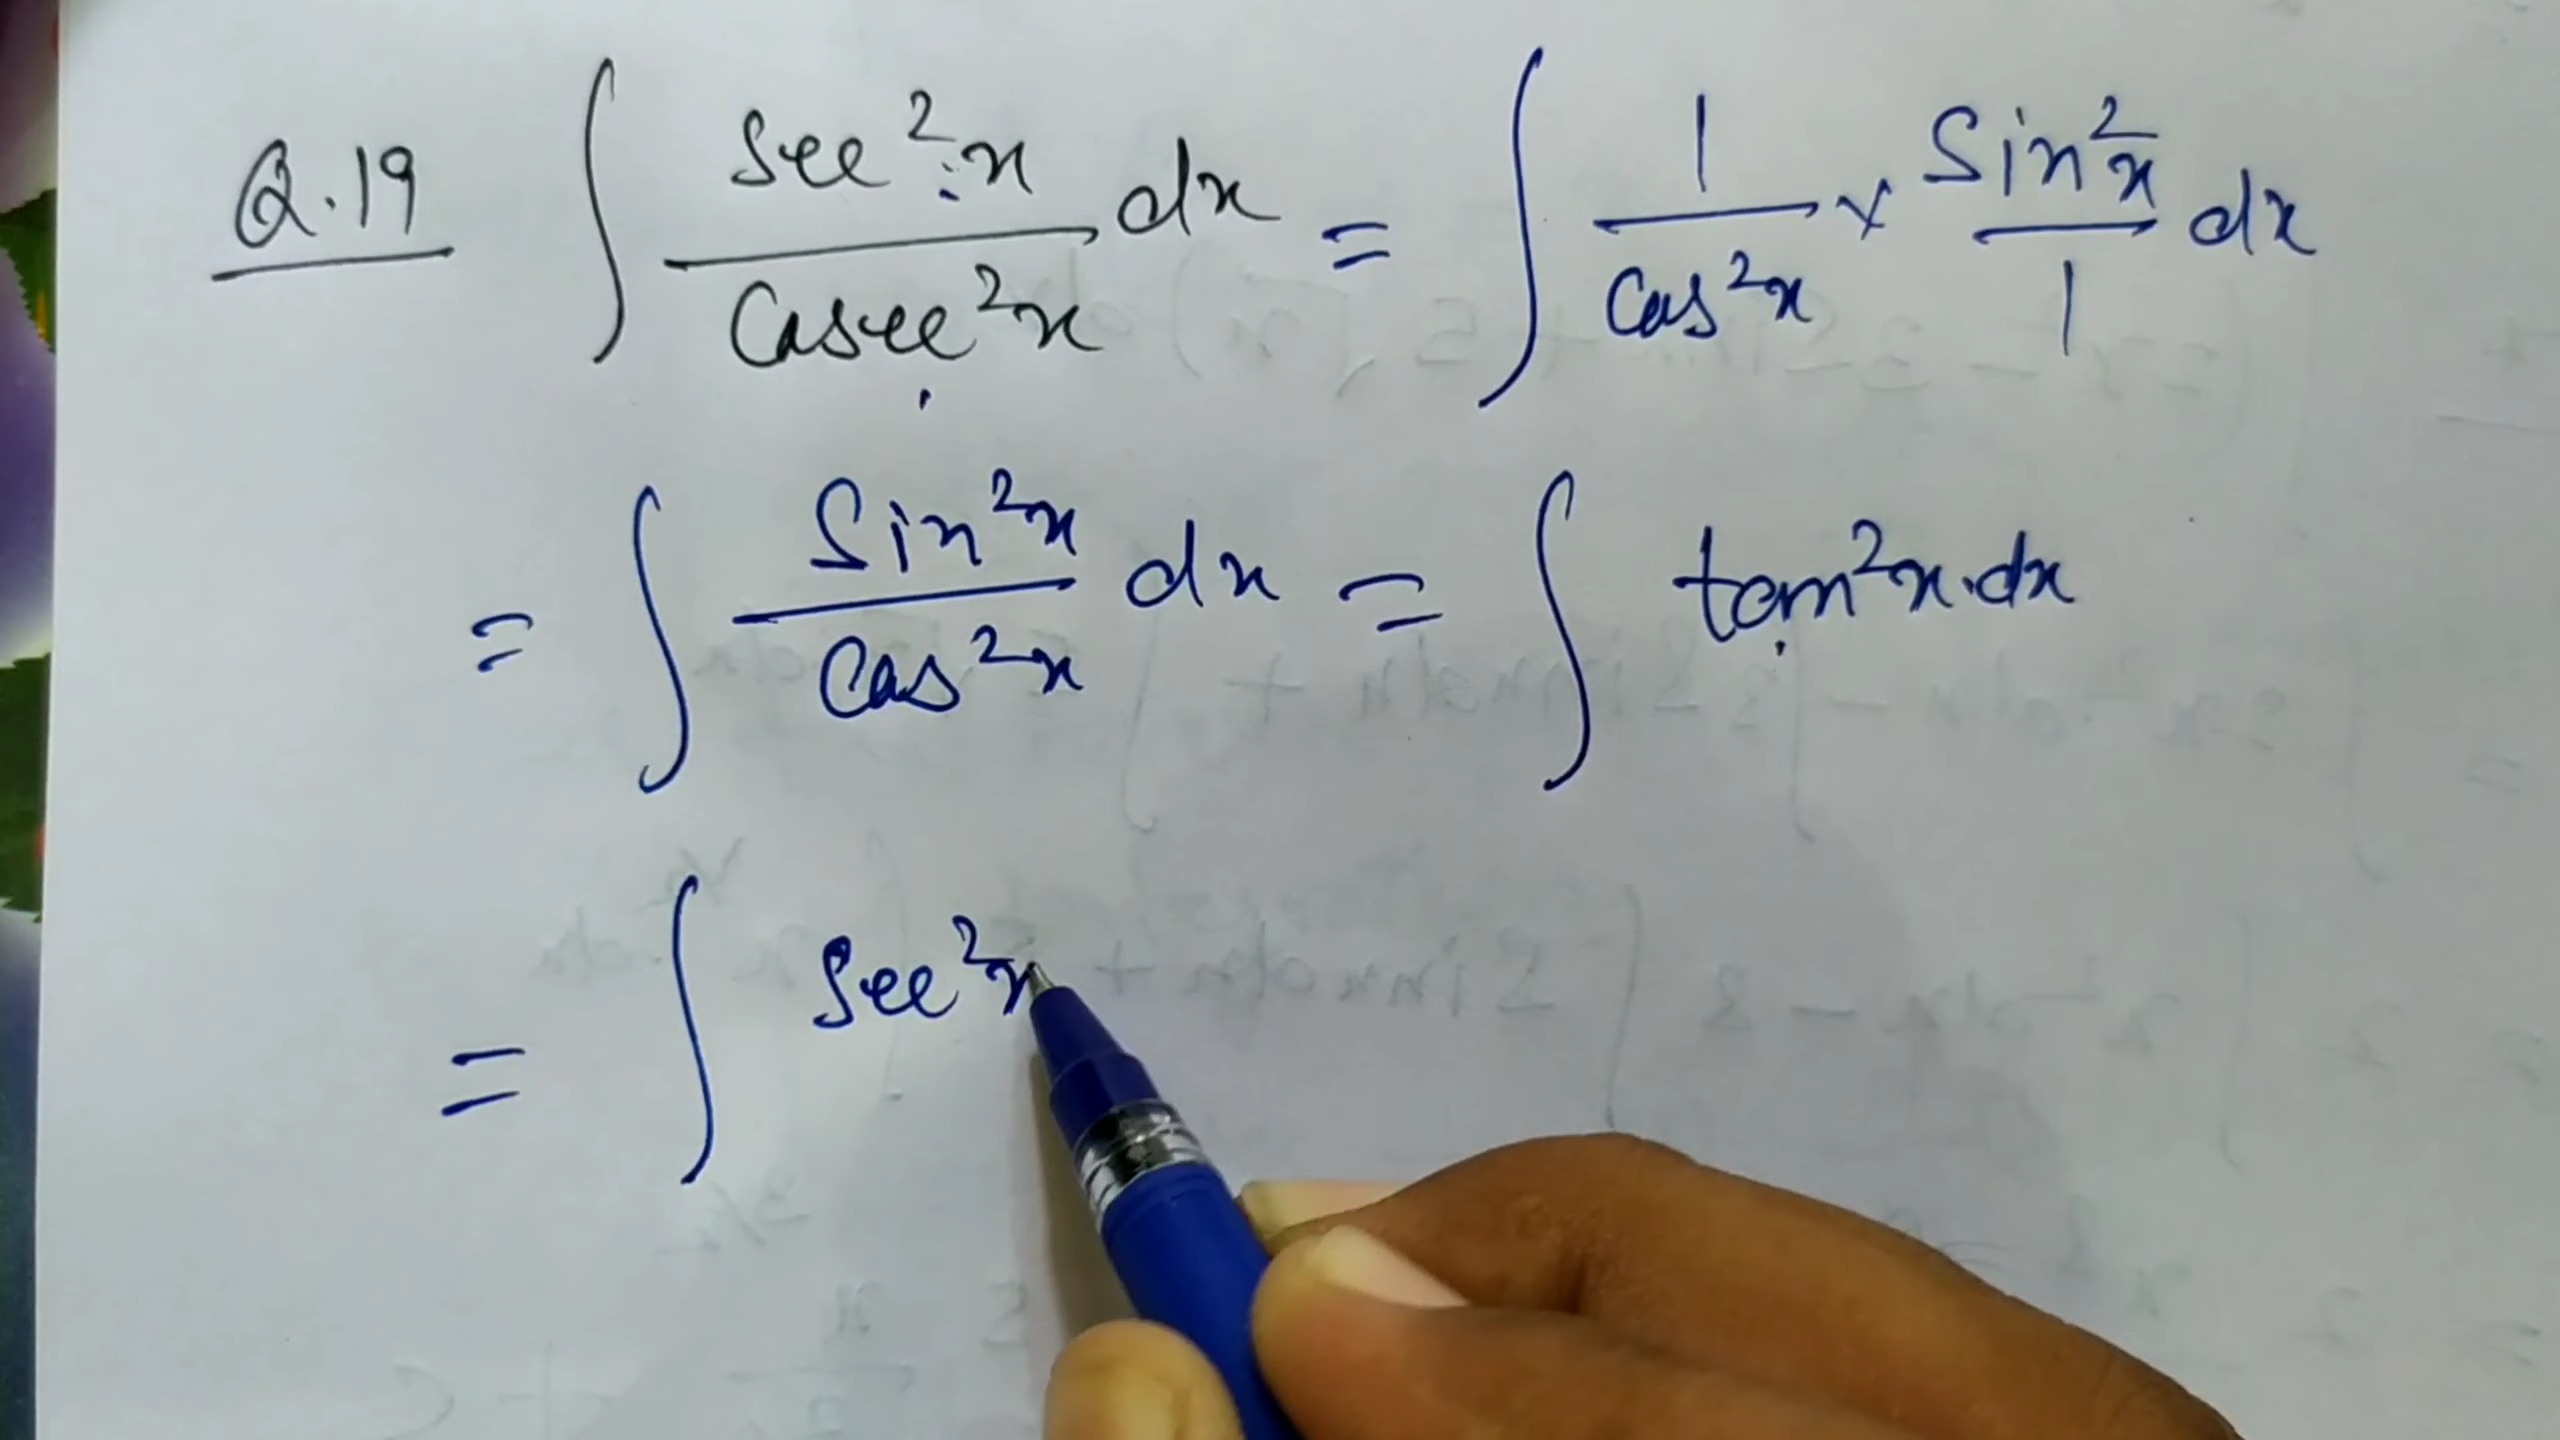 Q.19 ∫ sec²x / cosec²x dx = ∫ 1/cos²x × sin²x/1 dx
= ∫ sin²x / cos²x dx = ∫ tan²x.dx
= ∫ sec²x